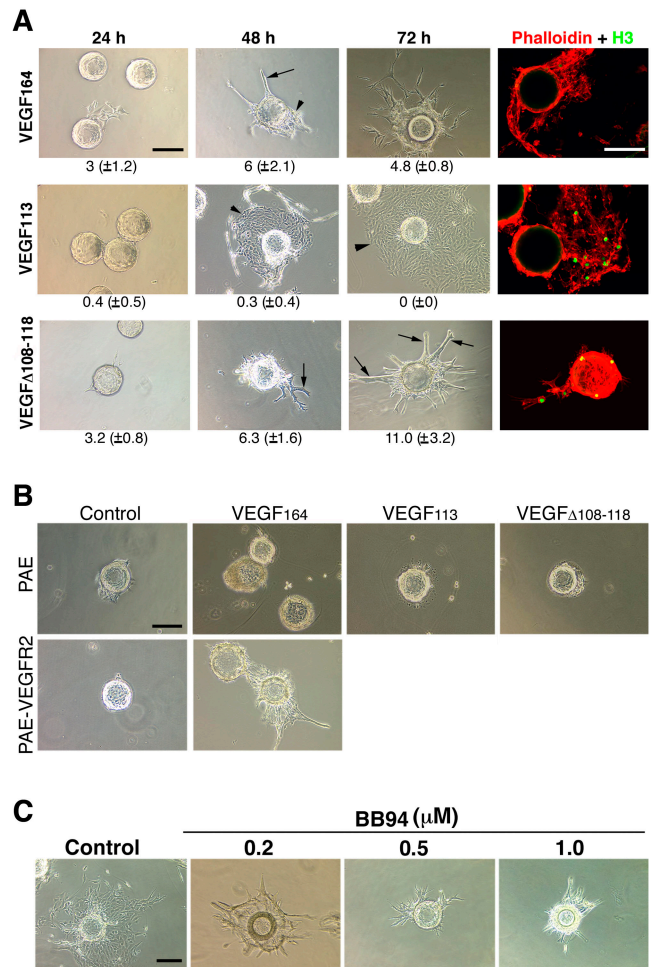 A
24 h 48 h 72 h Phalloidin + H3
VEGF164
3 (±1.2) 6 (±2.1) 4.8 (±0.8)
VEGF113
0.4 (±0.5) 0.3 (±0.4) 0 (±0)
VEGFΔ108-118
3.2 (±0.8) 6.3 (±1.6) 11.0 (±3.2)
B
Control VEGF164 VEGF113 VEGFΔ108-118
PAE
PAE-VEGFR2
C
BB94 (μM)
Control 0.2 0.5 1.0